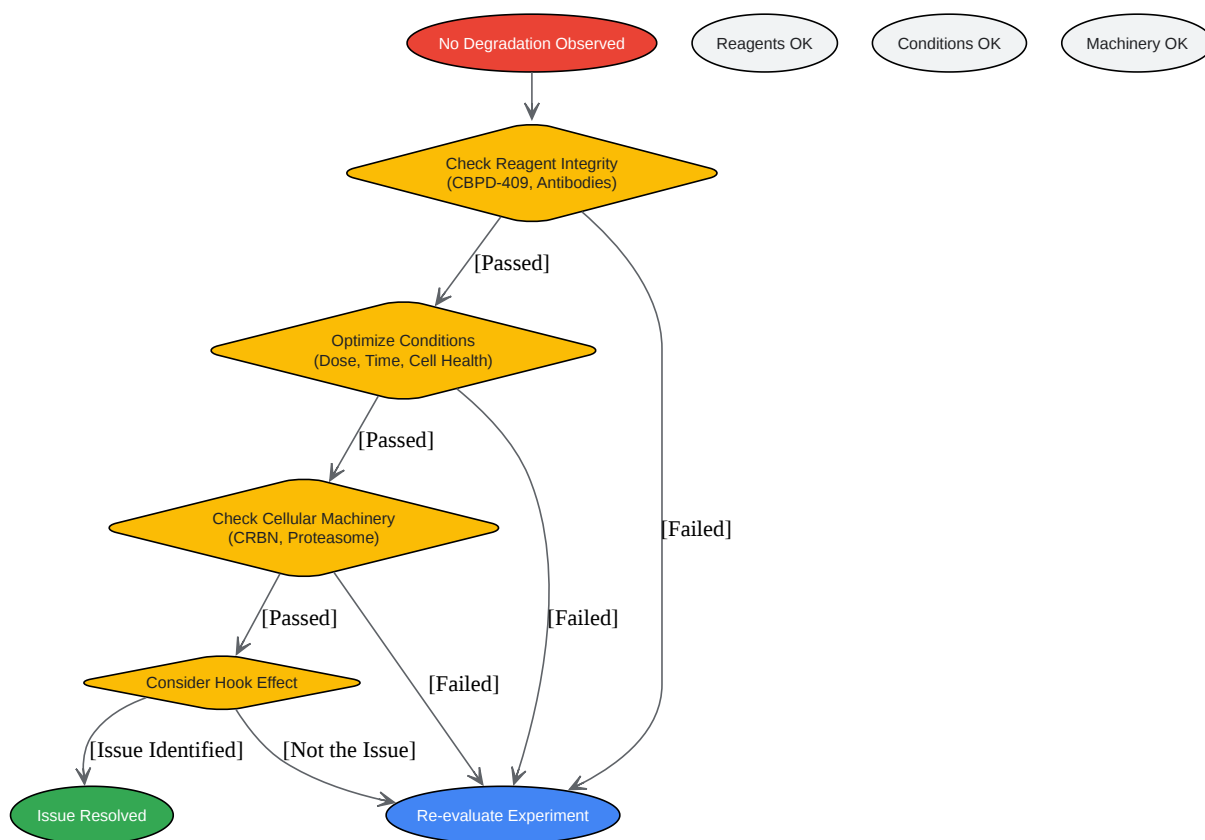 No Degradation Observed
Reagents OK
Conditions OK
Machinery OK
Check Reagent Integrity
(CBPD-409, Antibodies)
[Passed]
Optimize Conditions
(Dose, Time, Cell Health)
[Passed]
Check Cellular Machinery
(CRBN, Proteasome)
[Failed]
[Passed]
[Failed]
Consider Hook Effect
[Failed]
[Issue Identified]
[Not the Issue]
Issue Resolved
Re-evaluate Experiment